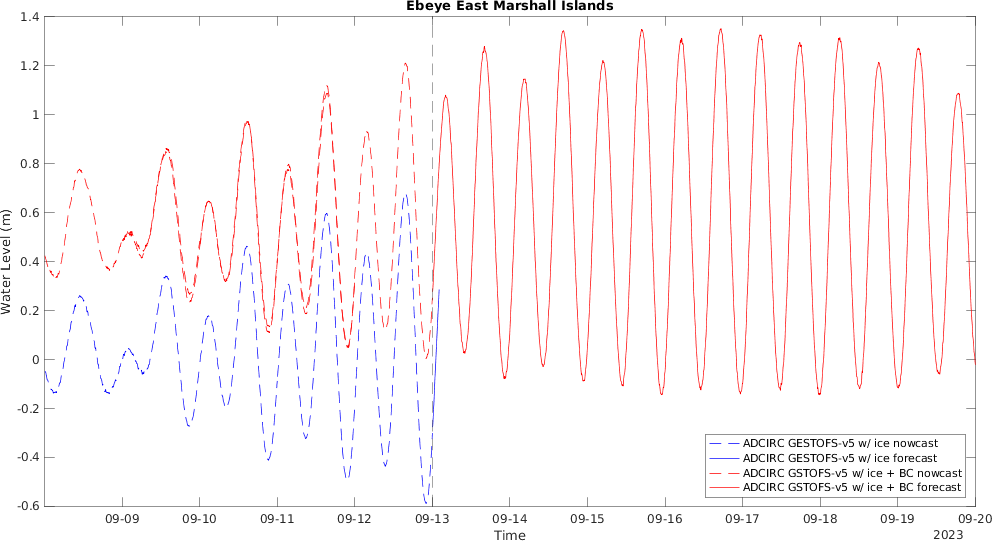 Ebeye East Marshall Islands
1.4
1.2
1
0.8
0.6
0.4
0.2
0
-0.2
-0.4
-0.6
Water Level (m)
ADCIRC GESTOFS-v5 w/ ice nowcast
ADCIRC GESTOFS-v5 w/ ice forecast
ADCIRC GSTOFS-v5 w/ ice + BC nowcast
ADCIRC GSTOFS-v5 w/ ice + BC forecast
09-09 09-10 09-11 09-12 09-13 09-14 09-15 09-16 09-17 09-18 09-19 09-20
Time
2023